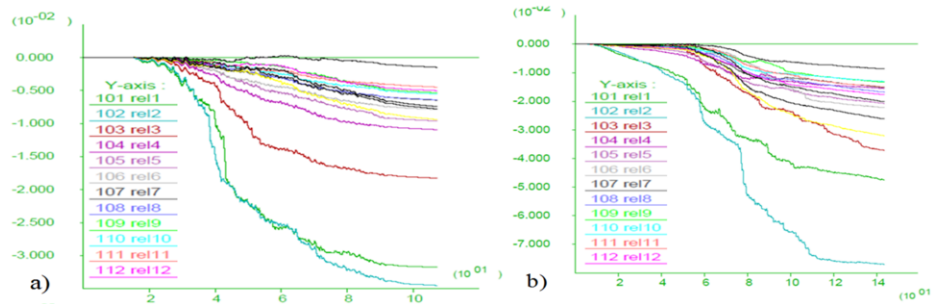 (10 -02 )
0.000
-0.500
-1.000
-1.500
-2.000
-2.500
-3.000
Y-axis :
101 rel1
102 rel2
103 rel3
104 rel4
105 rel5
106 rel6
107 rel7
108 rel8
109 rel9
110 rel10
111 rel11
112 rel12
2 4 6 8 10
(10 01 )
a)
(10 -02 )
0.000
-1.000
-2.000
-3.000
-4.000
-5.000
-6.000
-7.000
Y-axis :
101 rel1
102 rel2
103 rel3
104 rel4
105 rel5
106 rel6
107 rel7
108 rel8
109 rel9
110 rel10
111 rel11
112 rel12
2 4 6 8 10 12 14
(10 01 )
b)